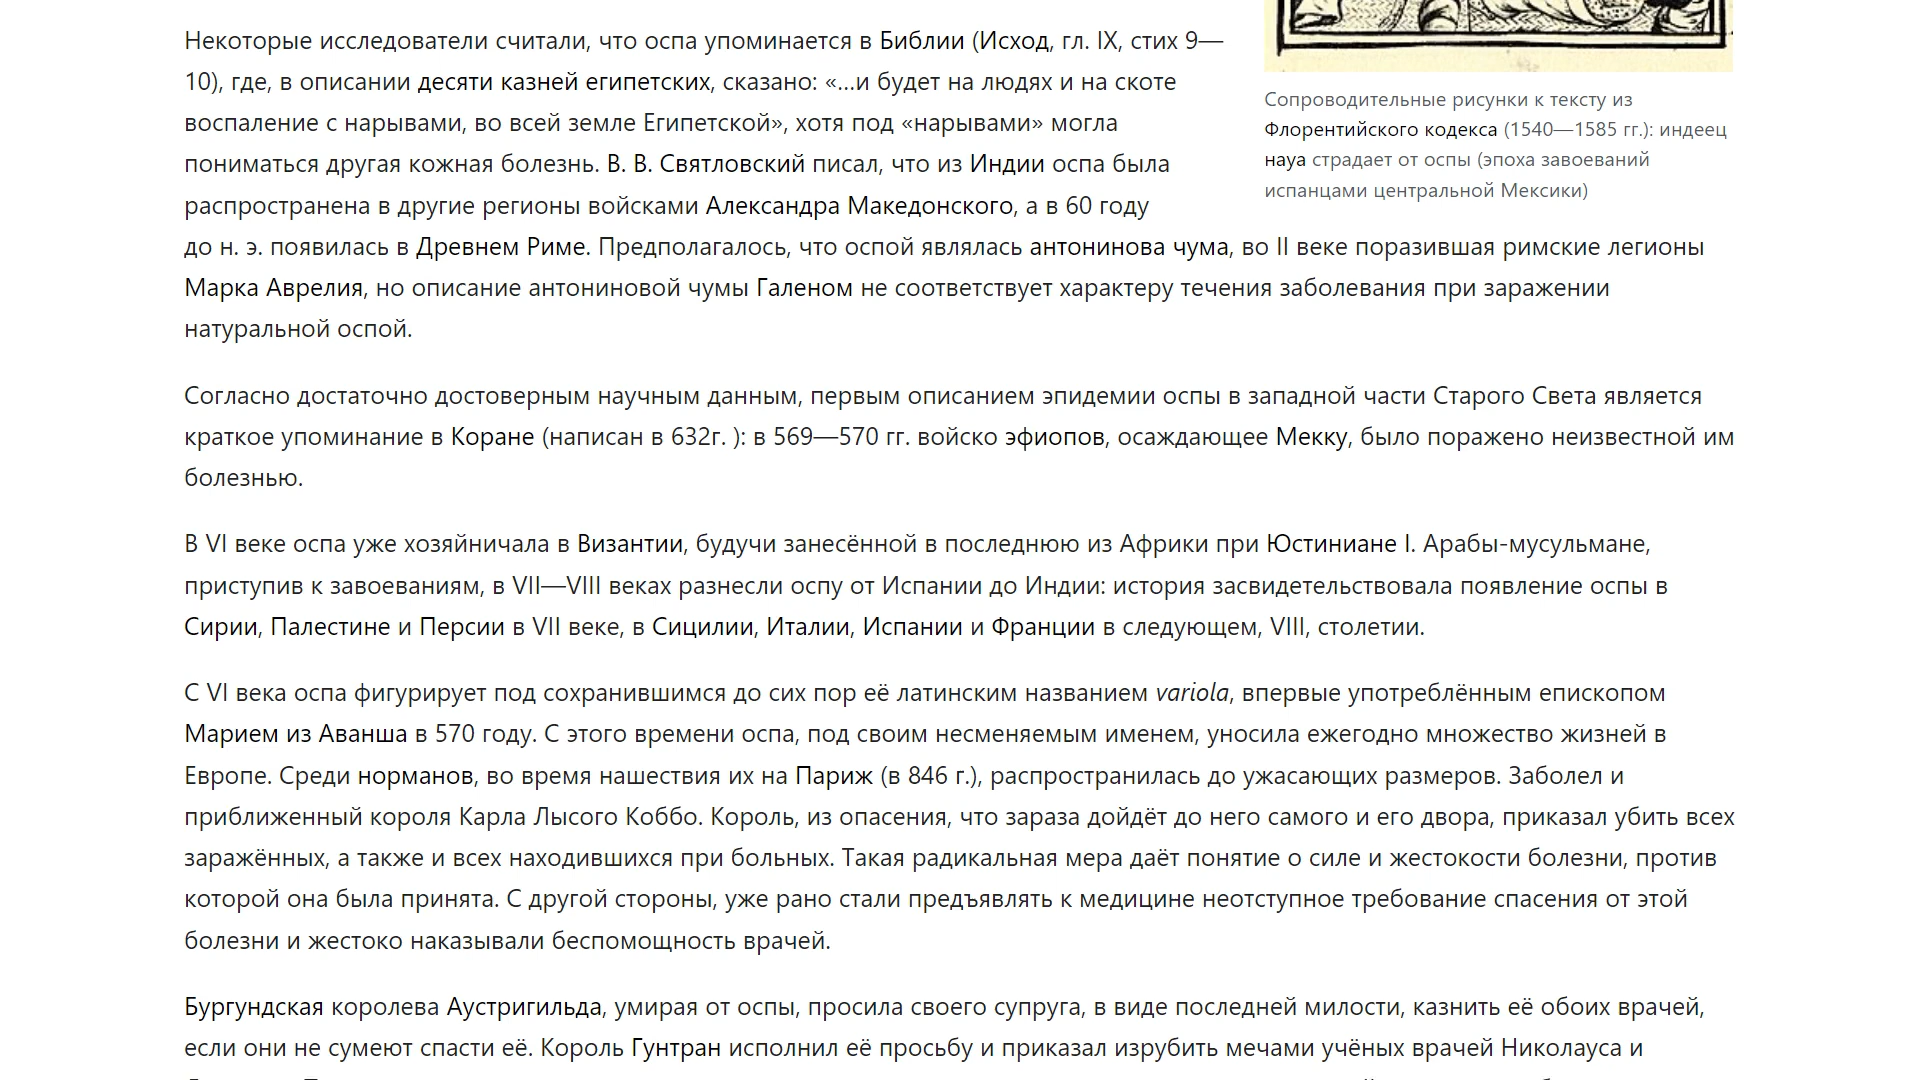 Некоторые исследователи считали, что оспа упоминается в Библии (Исход, гл. IX, стих 9—
10), где, в описании десяти казней египетских, сказано: «...и будет на людях и на скоте
воспаление с нарывами, во всей земле Египетской», хотя под «нарывами» могла
пониматься другая кожная болезнь. В. В. Святловский писал, что из Индии оспа была
распространена в другие регионы войсками Александра Македонского, а в 60 году
до н. э. появилась в Древнем Риме. Предполагалось, что оспой являлась антонинова чума, во II веке поразившая римские легионы
Марка Аврелия, но описание антониновой чумы Галеном не соответствует характеру течения заболевания при заражении
натуральной оспой.
Сопроводительные рисунки к тексту из
Флорентийского кодекса (1540—1585 гг.): индеец
науа страдает от оспы (эпоха завоеваний
испанцами центральной Мексики)
Согласно достаточно достоверным научным данным, первым описанием эпидемии оспы в западной части Старого Света является
краткое упоминание в Коране (написан в 632г. ): в 569—570 гг. войско эфиопов, осаждающее Мекку, было поражено неизвестной им
болезнью.
В VI веке оспа уже хозяйничала в Византии, будучи занесённой в последнюю из Африки при Юстиниане I. Арабы-мусульмане,
приступив к завоеваниям, в VII—VIII веках разнесли оспу от Испании до Индии: история засвидетельствовала появление оспы в
Сирии, Палестине и Персии в VII веке, в Сицилии, Италии, Испании и Франции в следующем, VIII, столетии.
С VI века оспа фигурирует под сохранившимся до сих пор её латинским названием variola, впервые употреблённым епископом
Марием из Аванша в 570 году. С этого времени оспа, под своим несменяемым именем, уносила ежегодно множество жизней в
Европе. Среди норманов, во время нашествия их на Париж (в 846 г.), распространилась до ужасающих размеров. Заболел и
приближенный короля Карла Лысого Коббо. Король, из опасения, что зараза дойдёт до него самого и его двора, приказал убить всех
заражённых, а также и всех находившихся при больных. Такая радикальная мера даёт понятие о силе и жестокости болезни, против
которой она была принята. С другой стороны, уже рано стали предъявлять к медицине неотступное требование спасения от этой
болезни и жестоко наказывали беспомощность врачей.
Бургундская королева Аустригильда, умирая от оспы, просила своего супруга, в виде последней милости, казнить её обоих врачей,
если они не сумеют спасти её. Король Гунтран исполнил её просьбу и приказал изрубить мечами учёных врачей Николауса и